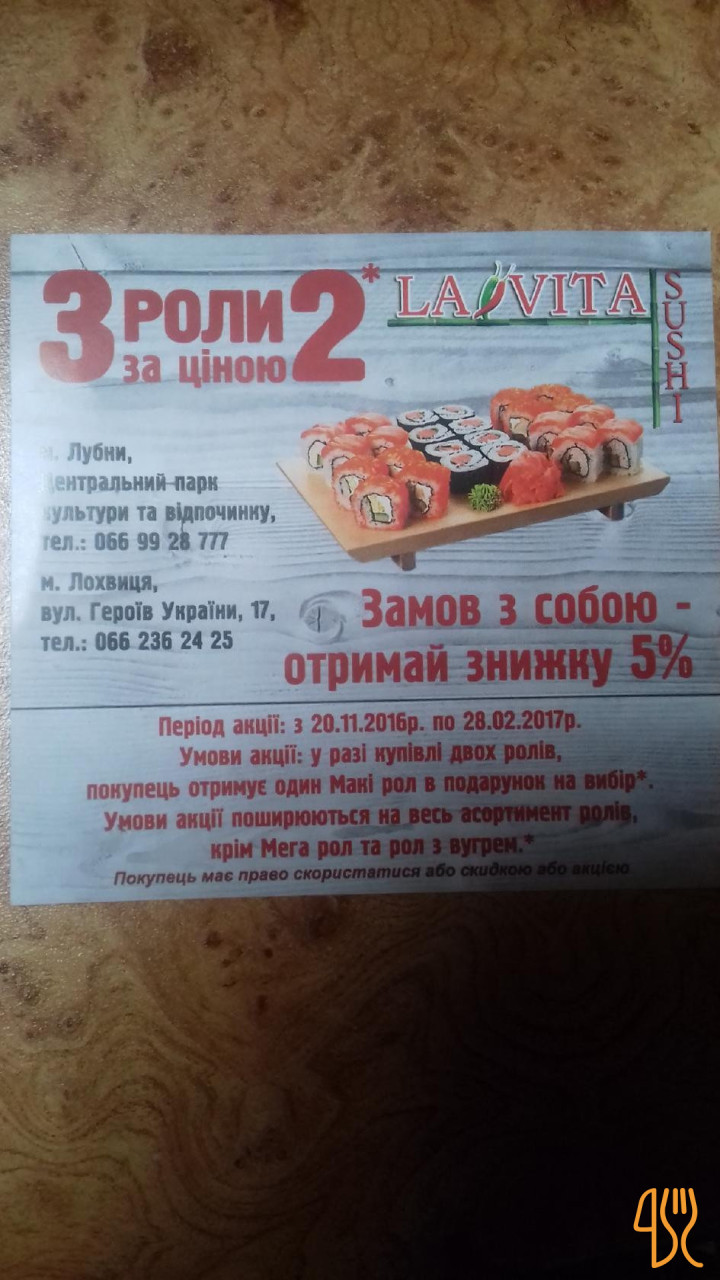 3 РОЛИ за ціною 2*
LA VITA
SUSHI
м. Лубни,
Центральний парк
культури та відпочинку,
тел.: 066 99 28 777
м. Лохвиця,
вул. Героїв України, 17,
тел.: 066 236 24 25
Замов з собою -
отримай знижку 5%
Період акції: з 20.11.2016р. по 28.02.2017р.
Умови акції: у разі купівлі двох ролів,
покупець отримує один Макі рол в подарунок на вибір*.
Умови акції поширюються на весь асортимент ролів,
крім Мега рол та рол з вугрем.*
Покупець має право скористатися або скидкою або акцією